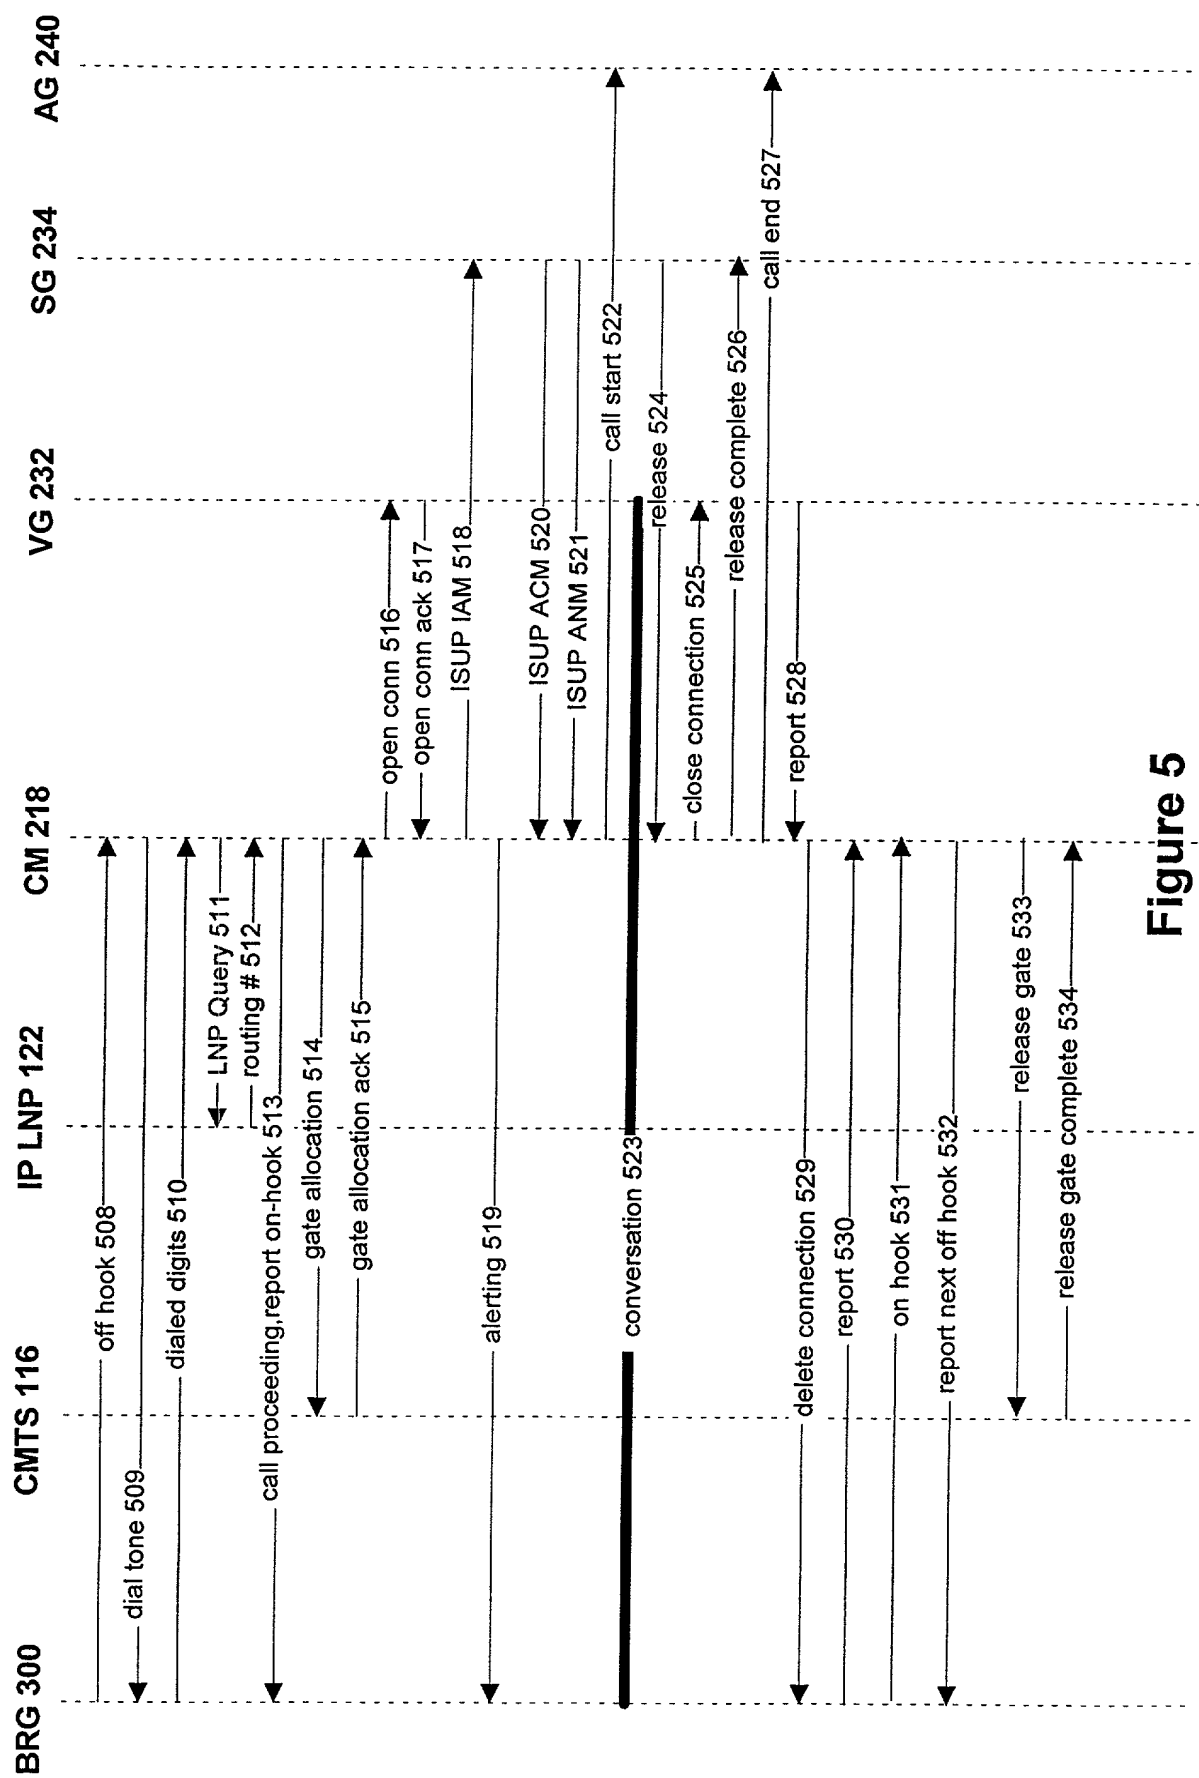 BRG 300
CMTS 116
IP LNP 122
CM 218
VG 232
SG 234
AG 240
off hook 508
dial tone 509
dialed digits 510
LNP Query 511
routing # 512
call proceeding,report on-hook 513
gate allocation 514
gate allocation ack 515
open conn 516
open conn ack 517
ISUP IAM 518
alerting 519
ISUP ACM 520
ISUP ANM 521
call start 522
conversation 523
release 524
close connection 525
release complete 526
call end 527
report 528
delete connection 529
report 530
on hook 531
report next off hook 532
release gate 533
release gate complete 534
Figure 5